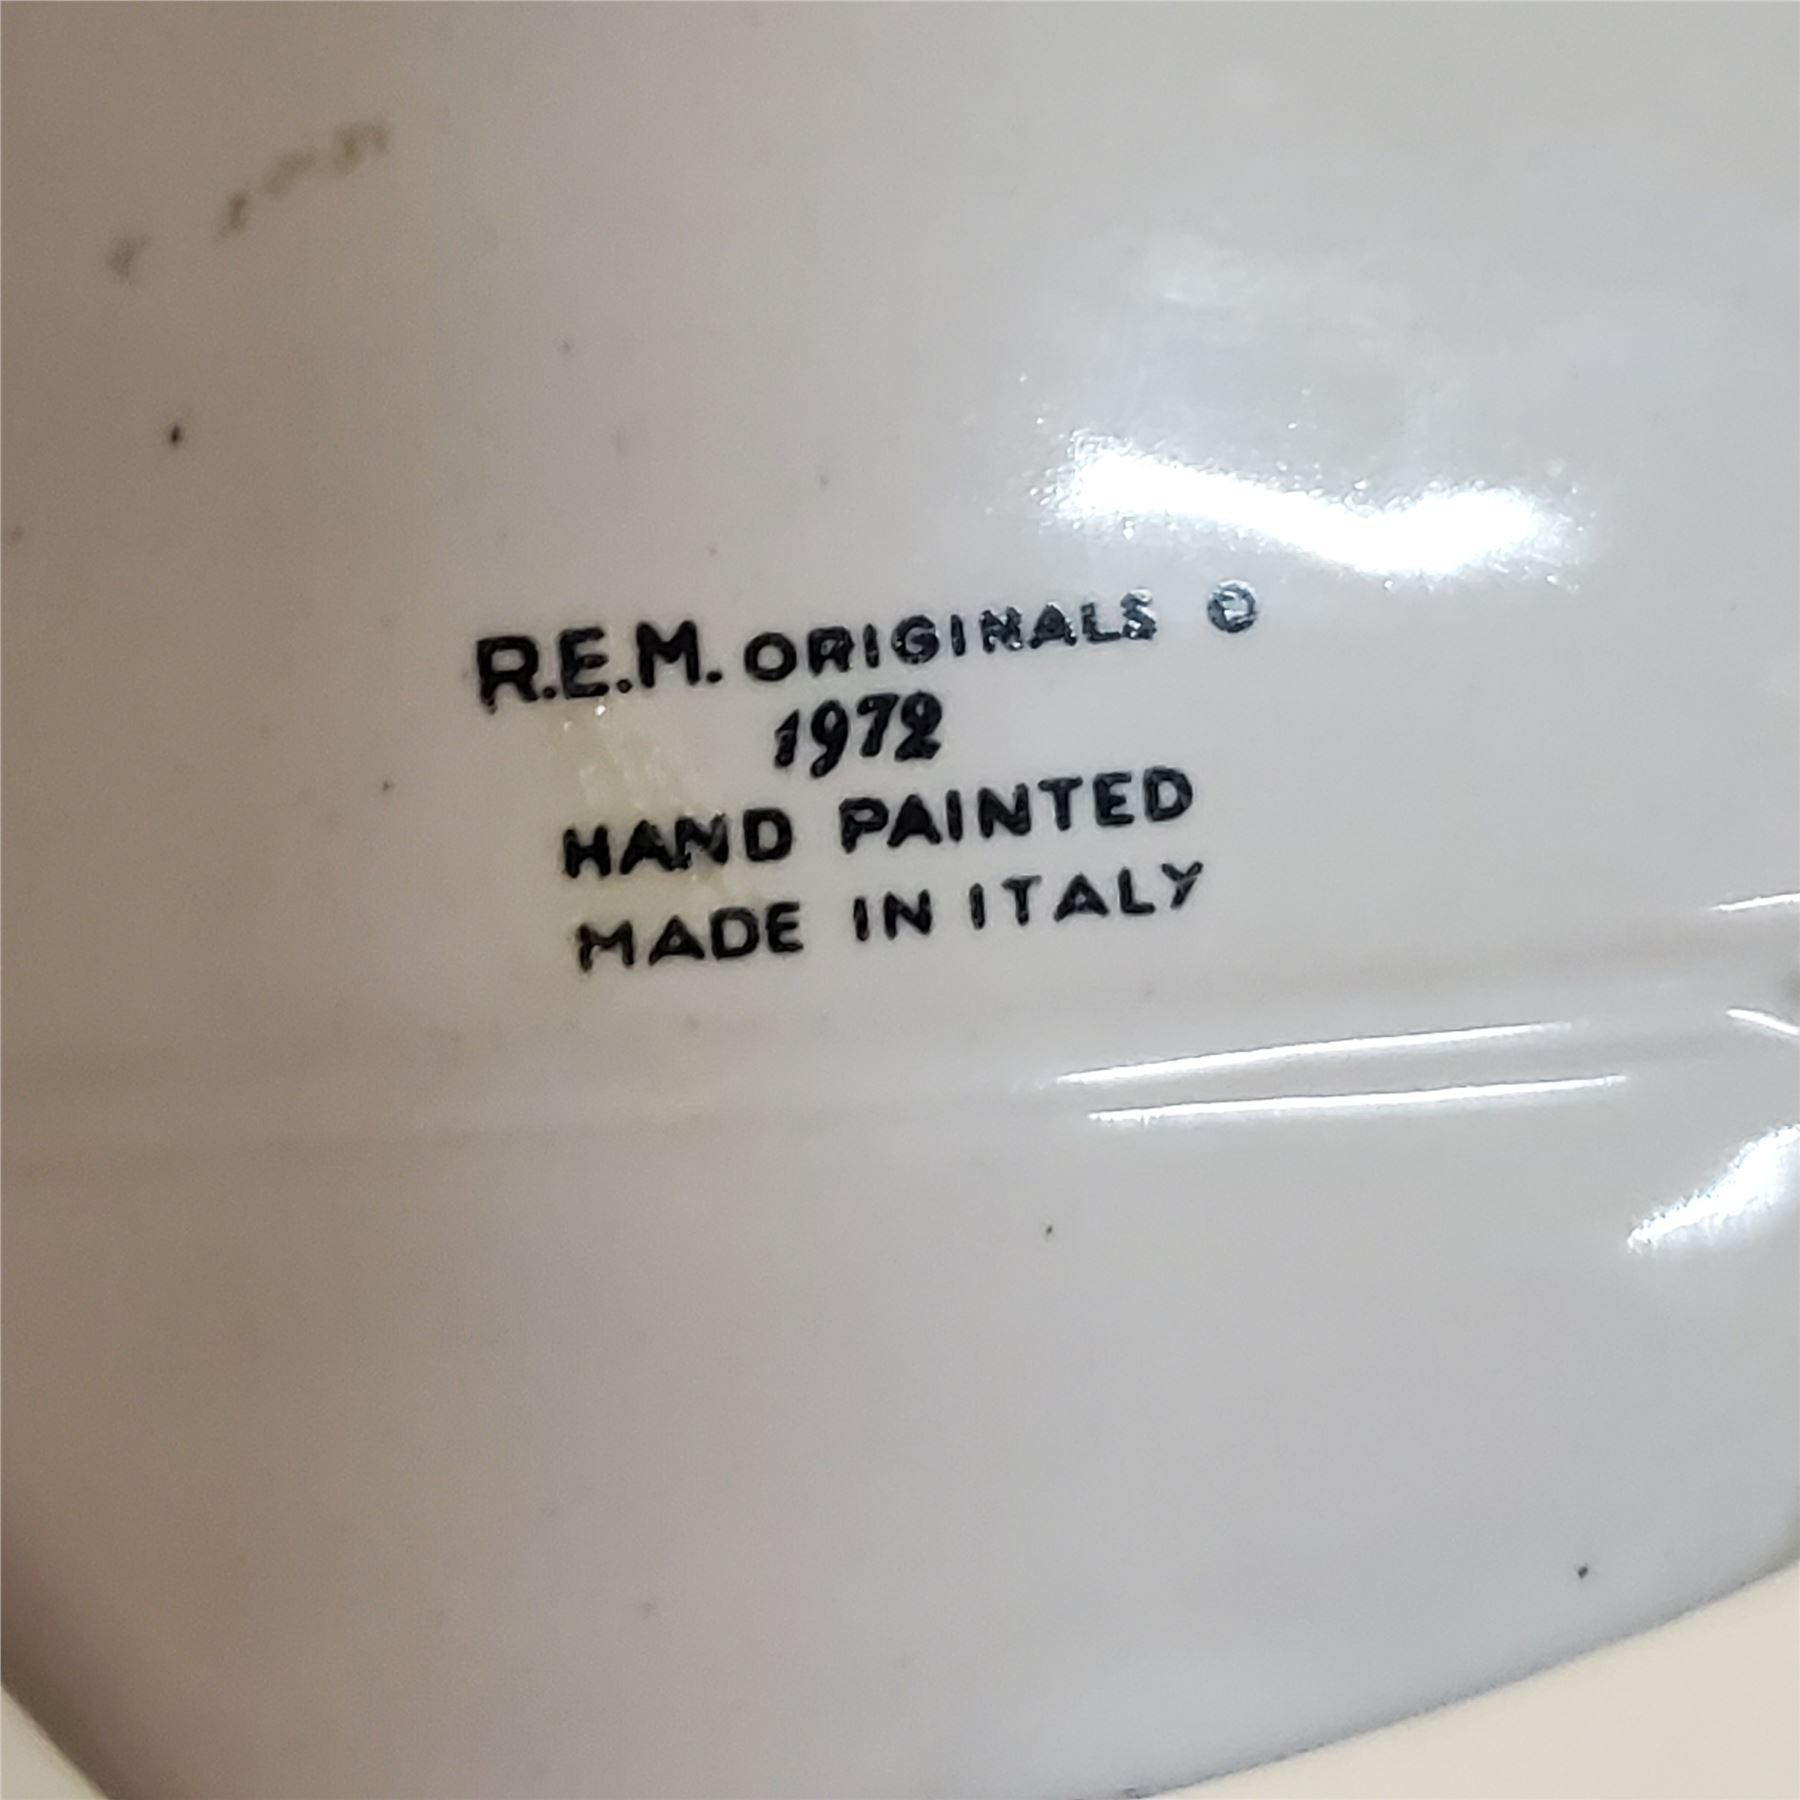 R.E.M. ORIGINALS ©
1972
HAND PAINTED
MADE IN ITALY